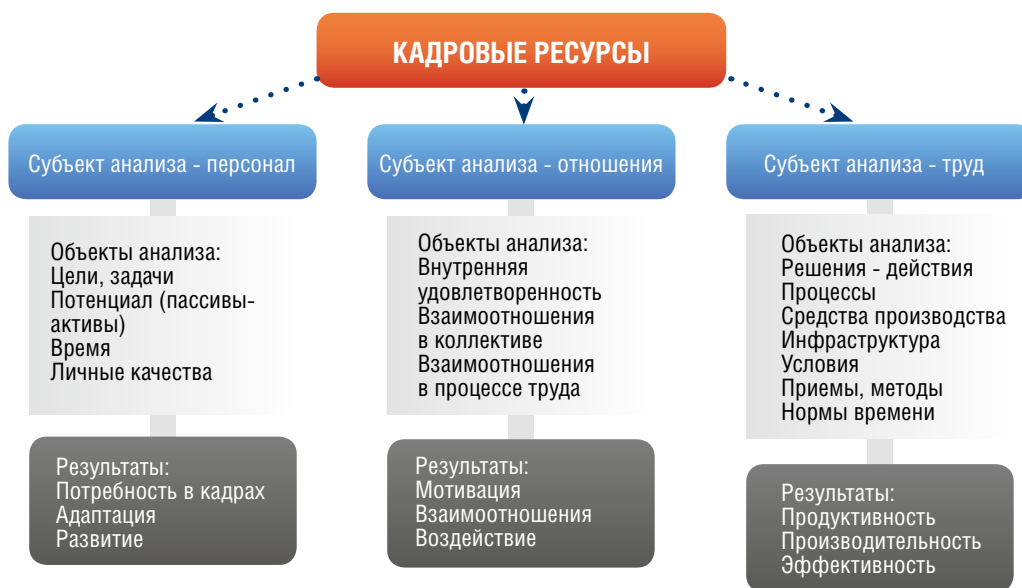 КАДРОВЫЕ РЕСУРСЫ
Субъект анализа - персонал
Объекты анализа:
Цели, задачи
Потенциал (пассивы-
активы)
Время
Личные качества
Результаты:
Потребность в кадрах
Адаптация
Развитие
Субъект анализа - отношения
Объекты анализа:
Внутренняя
удовлетворенность
Взаимоотношения
в коллективе
Взаимоотношения
в процессе труда
Результаты:
Мотивация
Взаимоотношения
Воздействие
Субъект анализа - труд
Объекты анализа:
Решения - действия
Процессы
Средства производства
Инфраструктура
Условия
Приемы, методы
Нормы времени
Результаты:
Продуктивность
Производительность
Эффективность